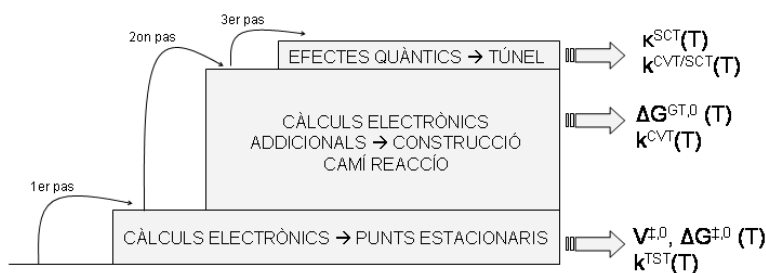 3er pas
2on pas
EFECTES QUÀNTICS → TÚNEL
κSCT(T)
kCVT/SCT(T)
CÀLCULS ELECTRÒNICS
ADDICIONALS → CONSTRUCCIÓ
CAMÍ REACCÍO
ΔGGT,0 (T)
kCVT(T)
1er pas
CÀLCULS ELECTRÒNICS → PUNTS ESTACIONARIS
V‡,0, ΔG‡,0 (T)
kTST(T)